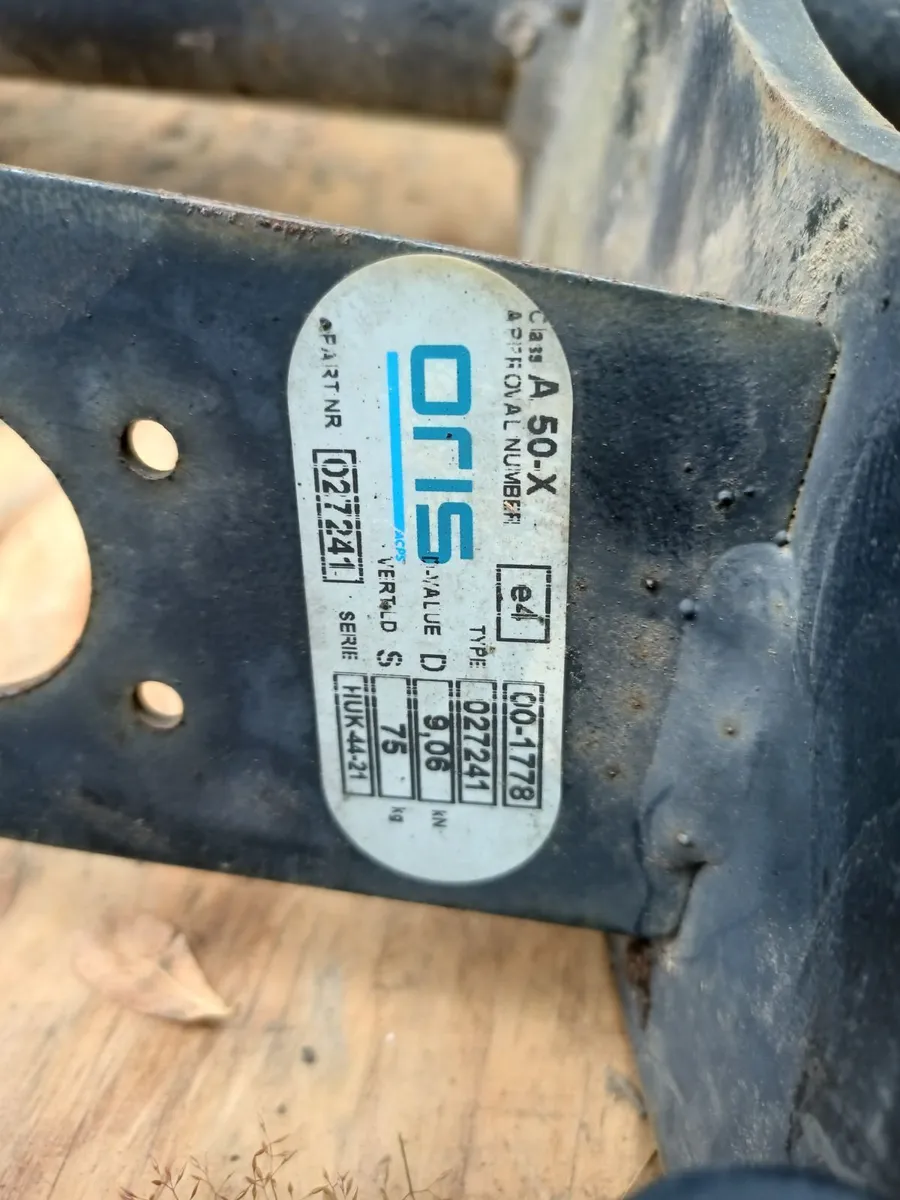 Class A 50-X
APPROVAL NUMBER e4 00-1778
oris
ACPS
TYPE 027241
D-VALUE D 9,06 kN
VERT.LD S 75 kg
PART NR 027241 SERIE HUK 44-21